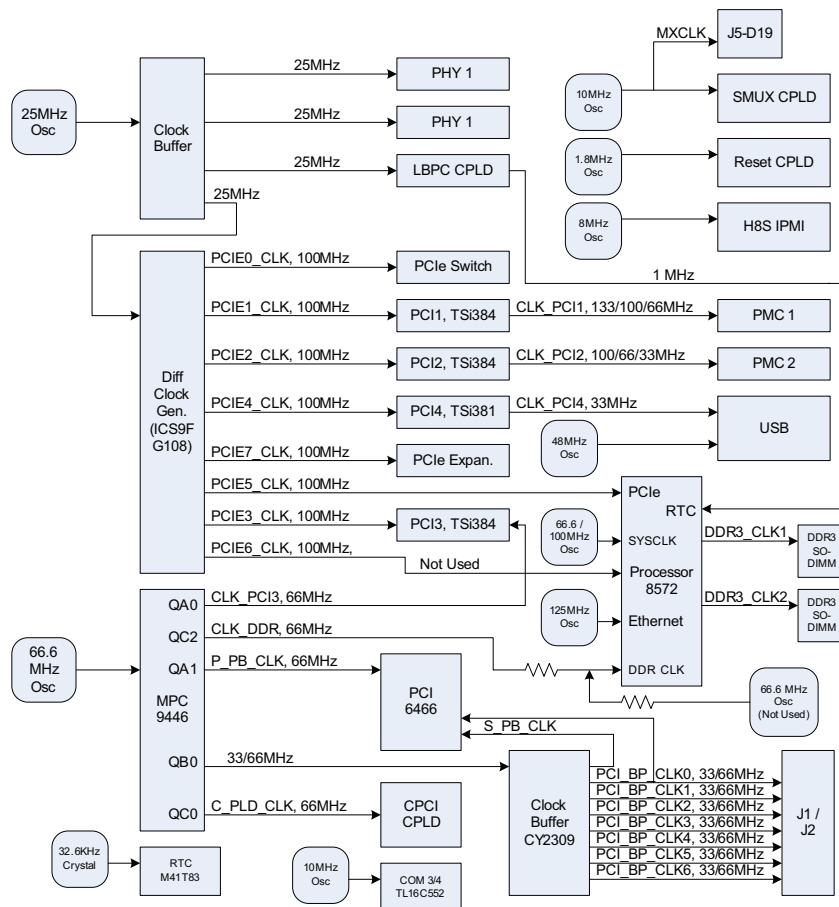 MXCLK
J5-D19
25MHz
PHY 1
10MHz
Osc
SMUX CPLD
25MHz
Osc
Clock
Buffer
25MHz
PHY 1
1.8MHz
Osc
Reset CPLD
25MHz
LBPC CPLD
25MHz
8MHz
Osc
H8S IPMI
1 MHz
Diff
Clock
Gen.
(ICS9F
G108)
PCIE0_CLK, 100MHz
PCIe Switch
PCIE1_CLK, 100MHz
PCI1, TSi384
CLK_PCI1, 133/100/66MHz
PMC 1
PCIE2_CLK, 100MHz
PCI2, TSi384
CLK_PCI2, 100/66/33MHz
PMC 2
PCIE4_CLK, 100MHz
PCI4, TSi381
CLK_PCI4, 33MHz
USB
48MHz
Osc
PCIE7_CLK, 100MHz
PCIe Expan.
PCIE5_CLK, 100MHz
PCIe
RTC
PCIE3_CLK, 100MHz
PCI3, TSi384
66.6 /
100MHz
Osc
SYSCLK
DDR3_CLK1
DDR3
SO-
DIMM
PCIE6_CLK, 100MHz,
Not Used
Processor
8572
DDR3_CLK2
DDR3
SO-
DIMM
125MHz
Osc
Ethernet
DDR CLK
66.6
MHz
Osc
MPC
9446
QA0
CLK_PCI3, 66MHz
QC2
CLK_DDR, 66MHz
QA1
P_PB_CLK, 66MHz
PCI
6466
66.6 MHz
Osc
(Not Used)
S_PB_CLK
QB0
33/66MHz
Clock
Buffer
CY2309
PCI_BP_CLK0, 33/66MHz
PCI_BP_CLK1, 33/66MHz
PCI_BP_CLK2, 33/66MHz
PCI_BP_CLK3, 33/66MHz
PCI_BP_CLK4, 33/66MHz
PCI_BP_CLK5, 33/66MHz
PCI_BP_CLK6, 33/66MHz
J1 /
J2
QC0
C_PLD_CLK, 66MHz
CPCI
CPLD
32.6KHz
Crystal
RTC
M41T83
10MHz
Osc
COM 3/4
TL16C552